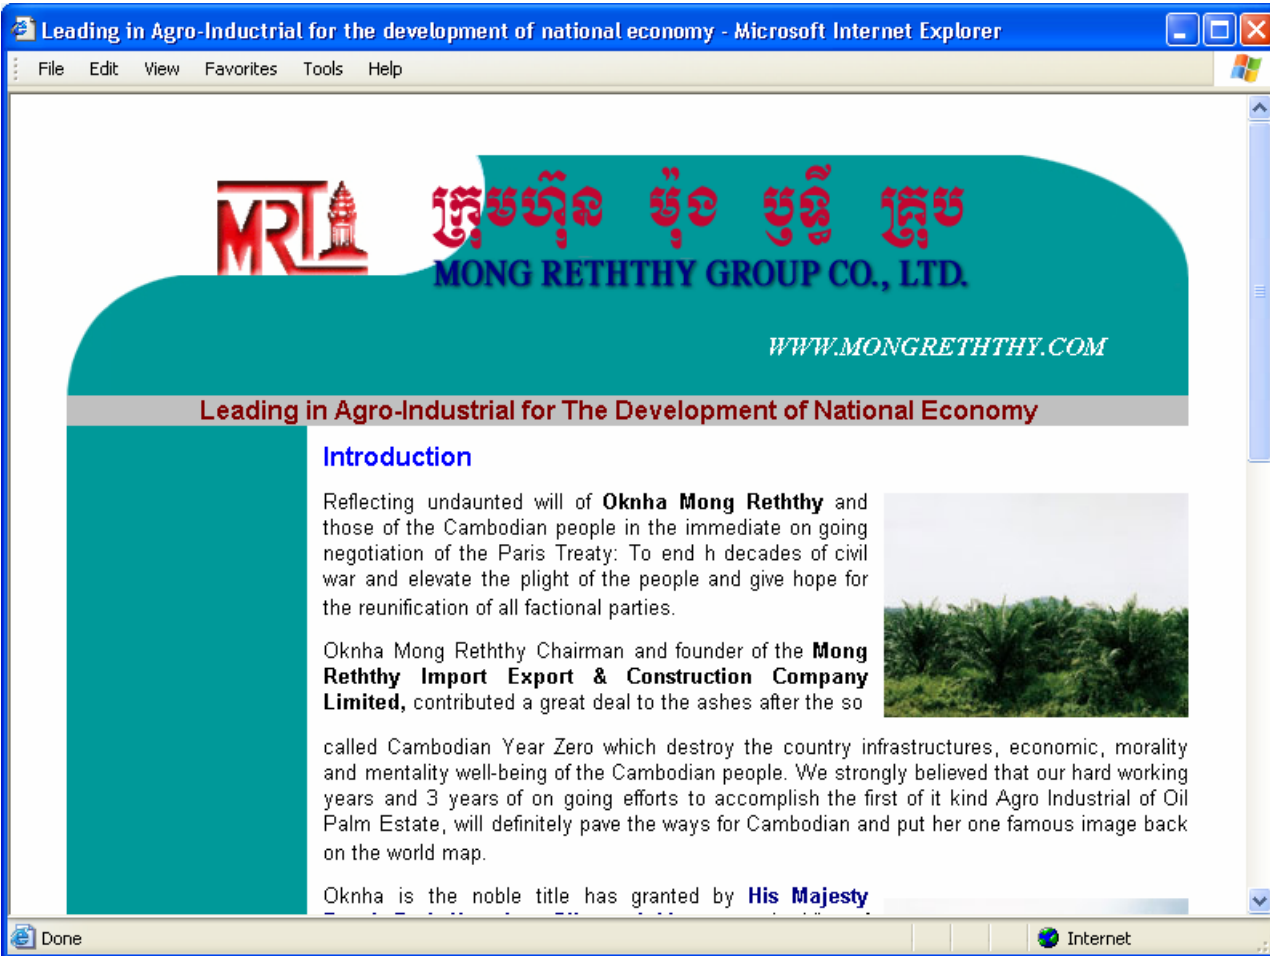 Leading in Agro-Inductrial for the development of national economy - Microsoft Internet Explorer
File Edit View Favorites Tools Help
MRT
ក្រុមហ៊ុន ម៉ុង ឫទ្ធី គ្រុប
MONG RETHTHY GROUP CO., LTD.
WWW.MONGRETHTHY.COM
Leading in Agro-Industrial for The Development of National Economy
Introduction
Reflecting undaunted will of Oknha Mong Reththy and
those of the Cambodian people in the immediate on going
negotiation of the Paris Treaty: To end h decades of civil
war and elevate the plight of the people and give hope for
the reunification of all factional parties.
Oknha Mong Reththy Chairman and founder of the Mong
Reththy Import Export & Construction Company
Limited, contributed a great deal to the ashes after the so
called Cambodian Year Zero which destroy the country infrastructures, economic, morality
and mentality well-being of the Cambodian people. We strongly believed that our hard working
years and 3 years of on going efforts to accomplish the first of it kind Agro Industrial of Oil
Palm Estate, will definitely pave the ways for Cambodian and put her one famous image back
on the world map.
Oknha is the noble title has granted by His Majesty
Done Internet